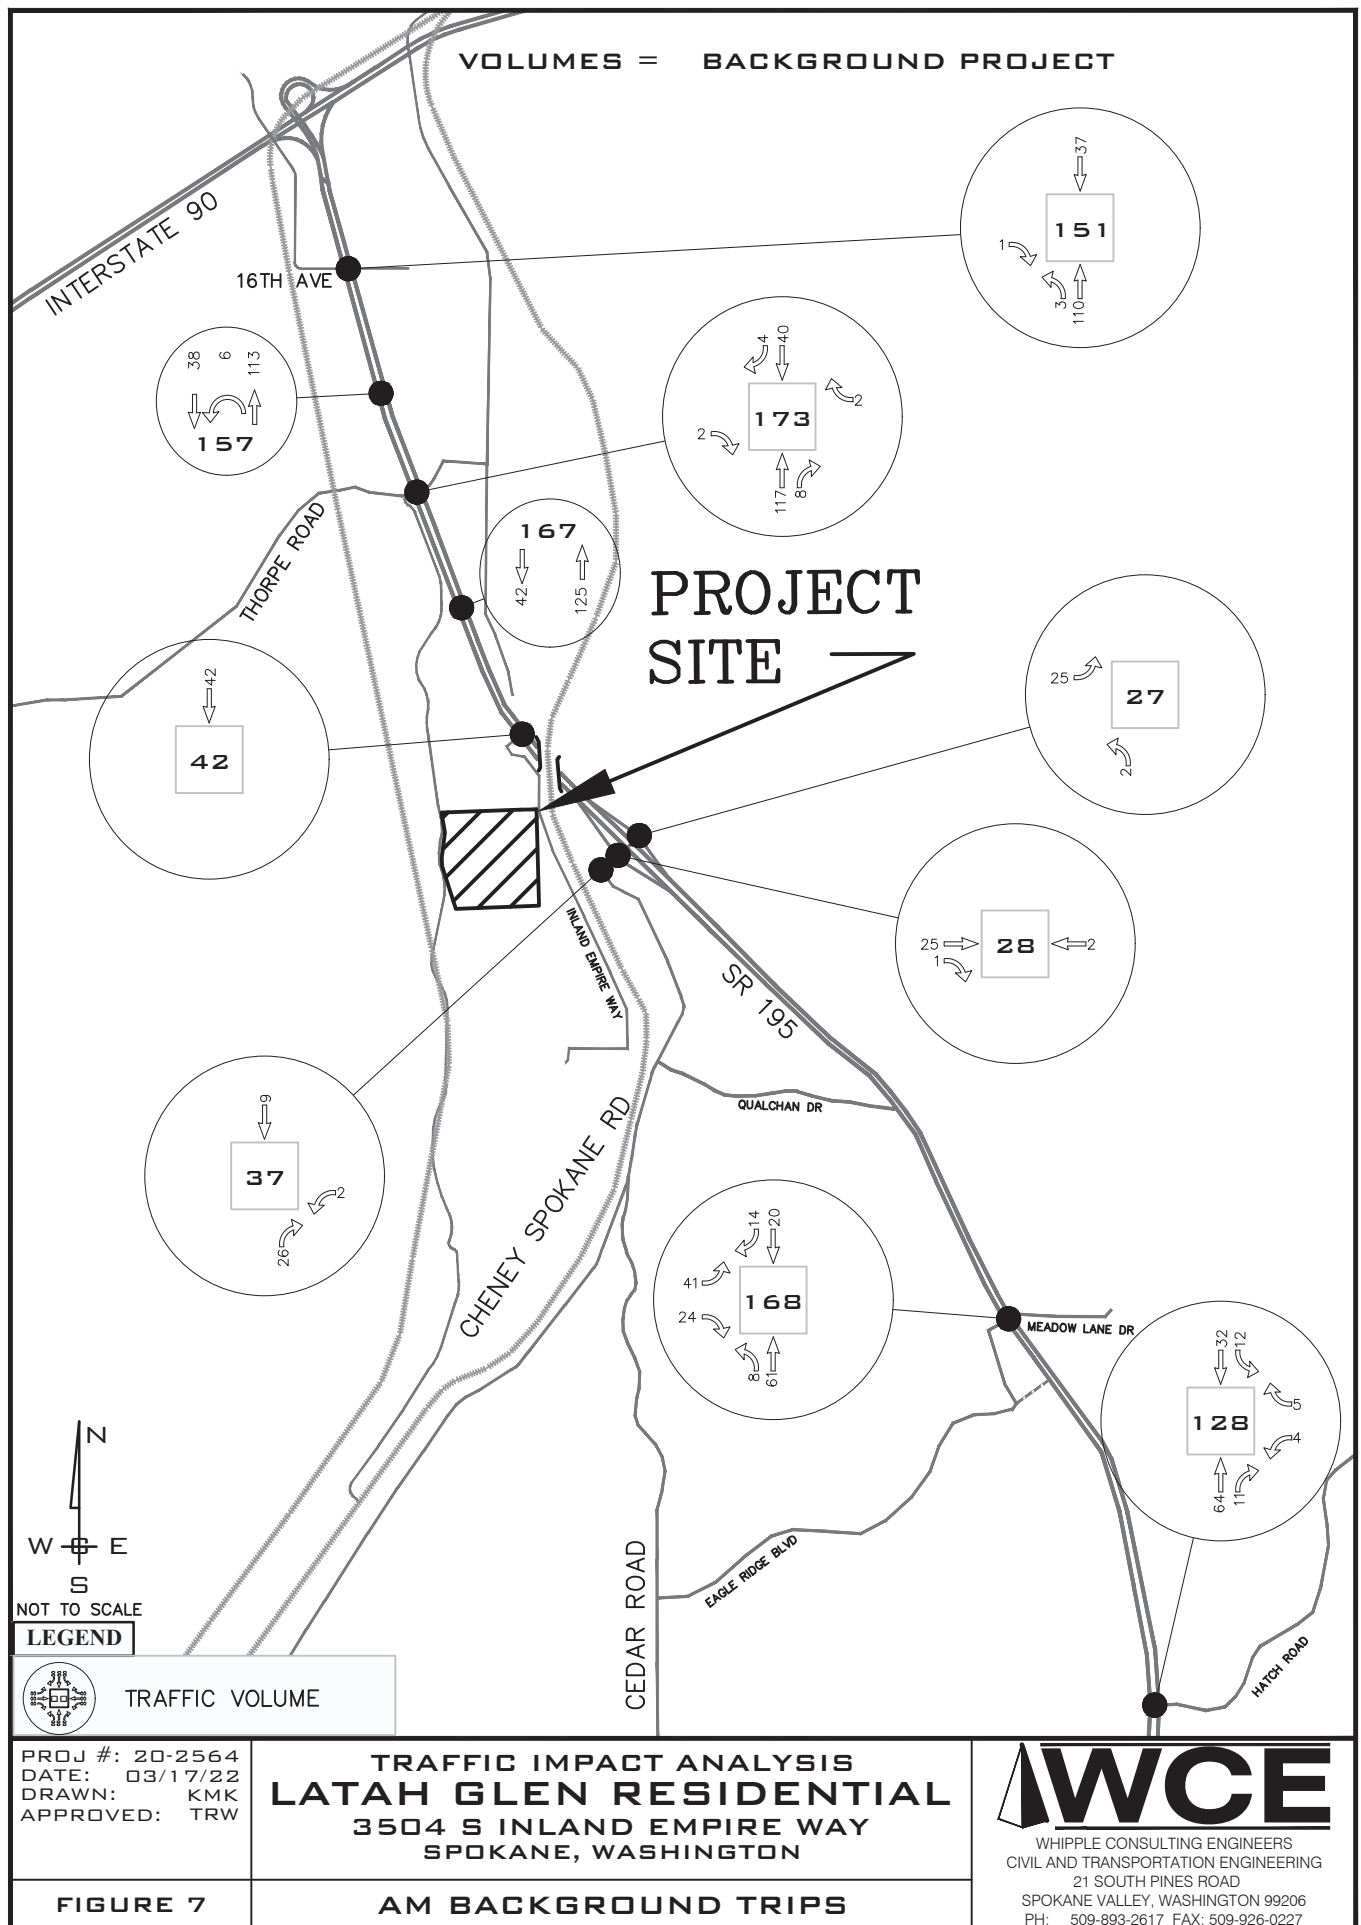 VOLUMES = BACKGROUND PROJECT
INTERSTATE 90
16TH AVE
37
151
1
3
110
38 6 113
157
4 40
2
173
2
117 8
THORPE ROAD
167
42 125
PROJECT
SITE
42
42
25
27
2
25
28
2
1
INLAND EMPIRE WAY
SR 195
QUALCHAN DR
9
37
2
26
CHENEY SPOKANE RD
14 20
41
168
24
8 61
MEADOW LANE DR
32 12
5
128
4
64 11
EAGLE RIDGE BLVD
CEDAR ROAD
HATCH ROAD
N
W E
S
NOT TO SCALE
LEGEND
TRAFFIC VOLUME
PROJ #: 20-2564
DATE: 03/17/22
DRAWN: KMK
APPROVED: TRW
FIGURE 7
TRAFFIC IMPACT ANALYSIS
LATAH GLEN RESIDENTIAL
3504 S INLAND EMPIRE WAY
SPOKANE, WASHINGTON
AM BACKGROUND TRIPS
WCE
WHIPPLE CONSULTING ENGINEERS
CIVIL AND TRANSPORTATION ENGINEERING
21 SOUTH PINES ROAD
SPOKANE VALLEY, WASHINGTON 99206
PH: 509-893-2617 FAX: 509-926-0227